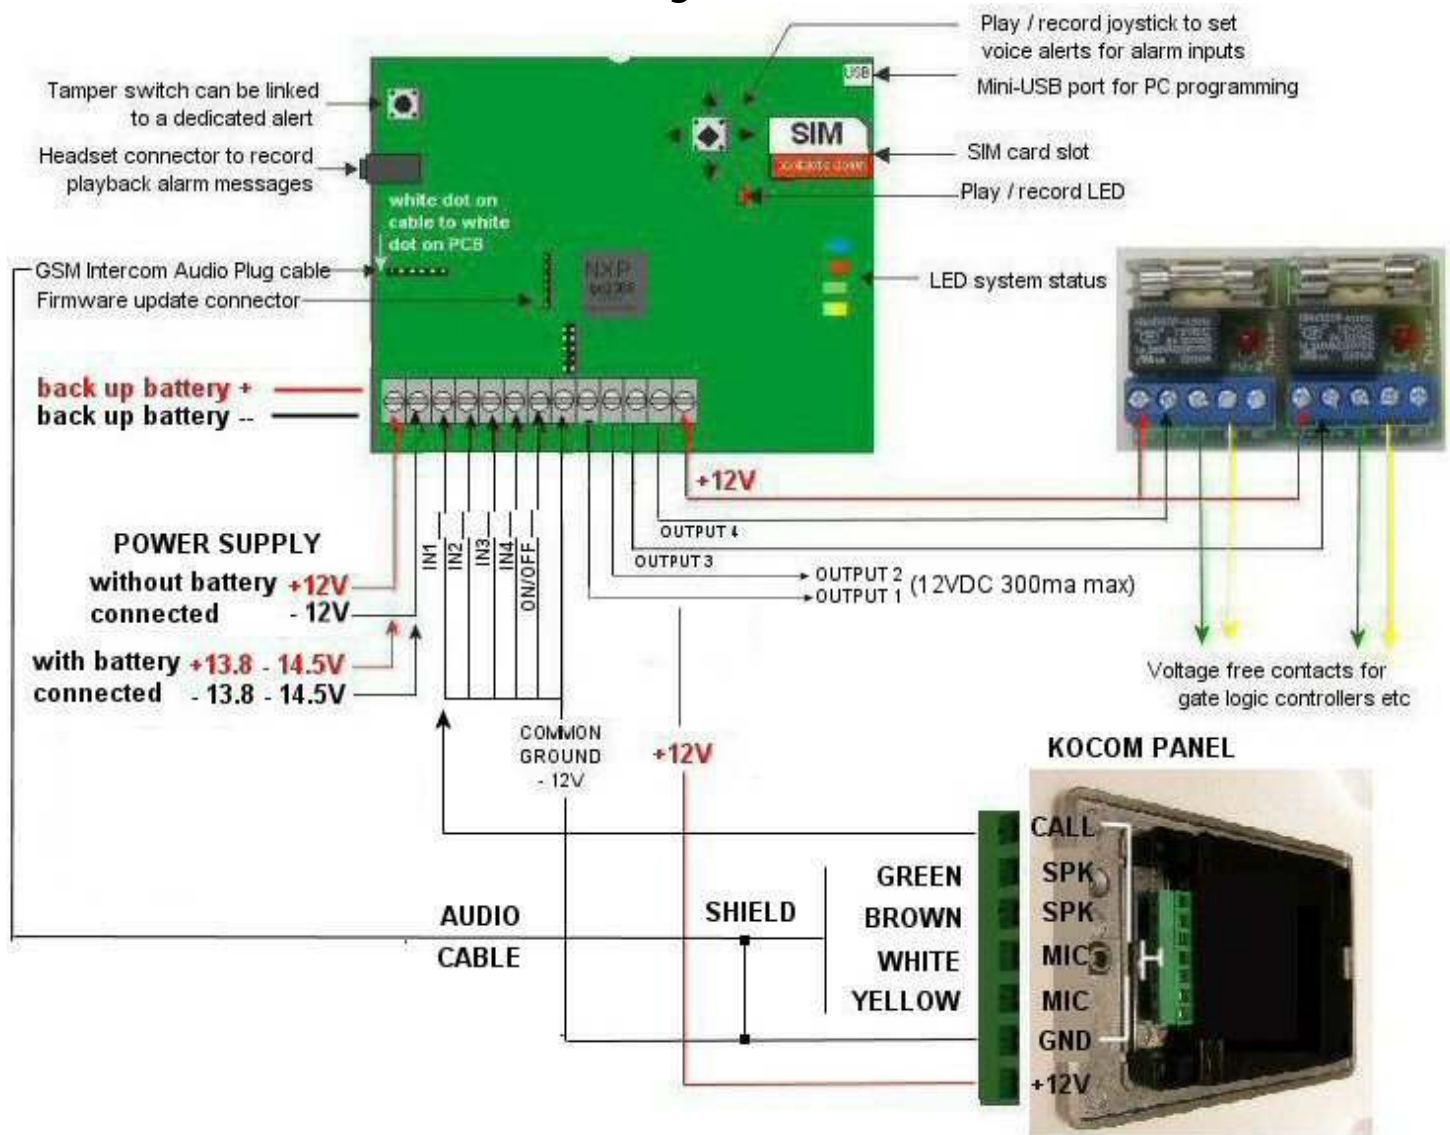 Play / record joystick to set
voice alerts for alarm inputs
USB
Mini-USB port for PC programming
Tamper switch can be linked
to a dedicated alert
SIM
contacts down
SIM card slot
Headset connector to record
playback alarm messages
Play / record LED
white dot on
cable to white
dot on PCB
GSM Intercom Audio Plug cable
Firmware update connector
NXP
LED system status
back up battery +
back up battery --
+12V
POWER SUPPLY
without battery +12V
connected - 12V
with battery +13.8 - 14.5V
connected - 13.8 - 14.5V
IN1
IN2
IN3
IN4
ON/OFF
OUTPUT 4
OUTPUT 3
OUTPUT 2
OUTPUT 1
(12VDC 300ma max)
Voltage free contacts for
gate logic controllers etc
COMMON
GROUND
- 12V
+12V
KOCOM PANEL
CALL
GREEN SPK
BROWN SPK
WHITE MIC
YELLOW MIC
GND
+12V
AUDIO
CABLE
SHIELD